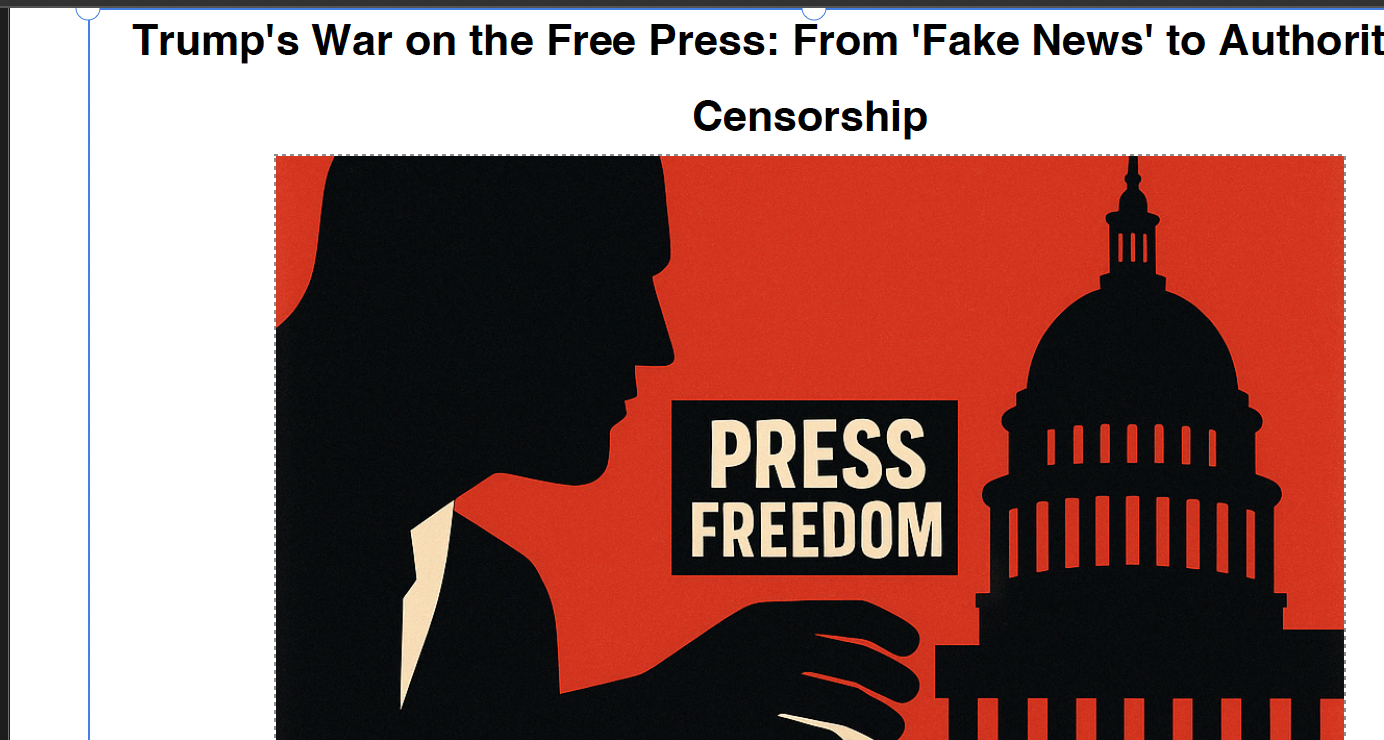 Trump's War on the Free Press: From 'Fake News' to Authorit
Censorship
PRESS
FREEDOM